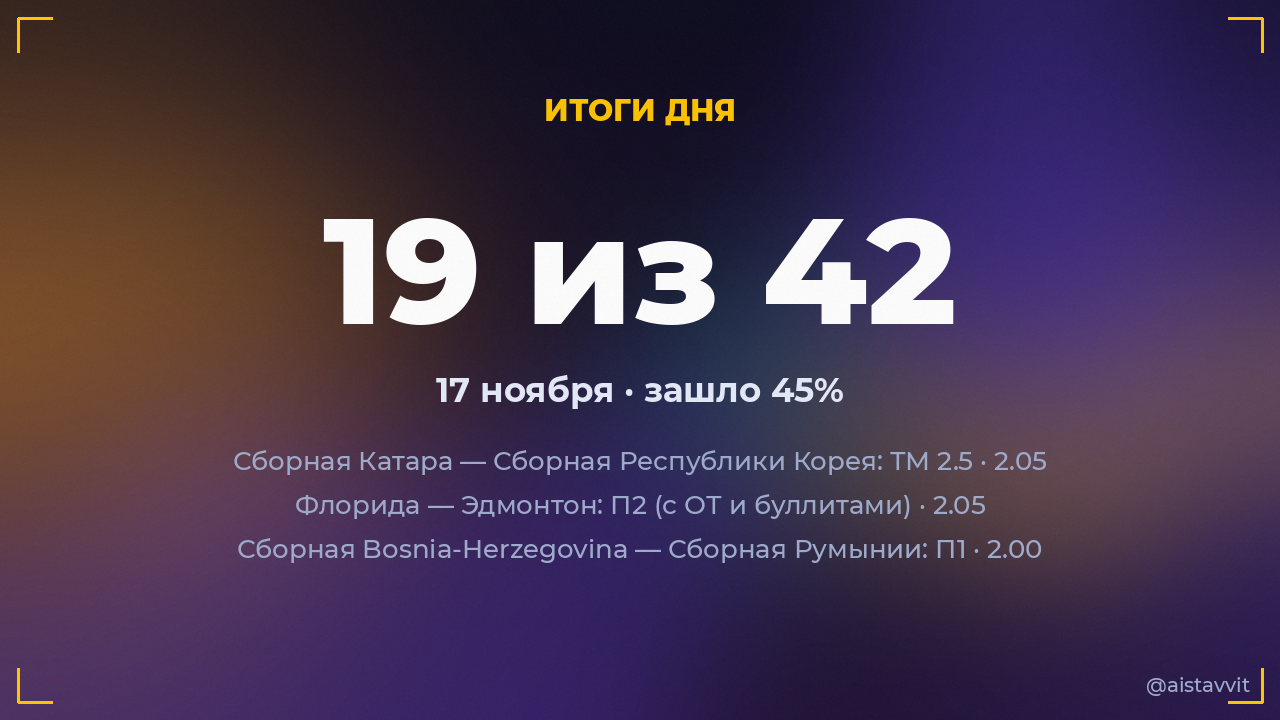 ИТОГИ ДНЯ
19 из 42
17 ноября · зашло 45%
Сборная Катара — Сборная Республики Корея: ТМ 2.5 · 2.05
Флорида — Эдмонтон: П2 (с ОТ и буллитами) · 2.05
Сборная Bosnia-Herzegovina — Сборная Румынии: П1 · 2.00
@aistavvit